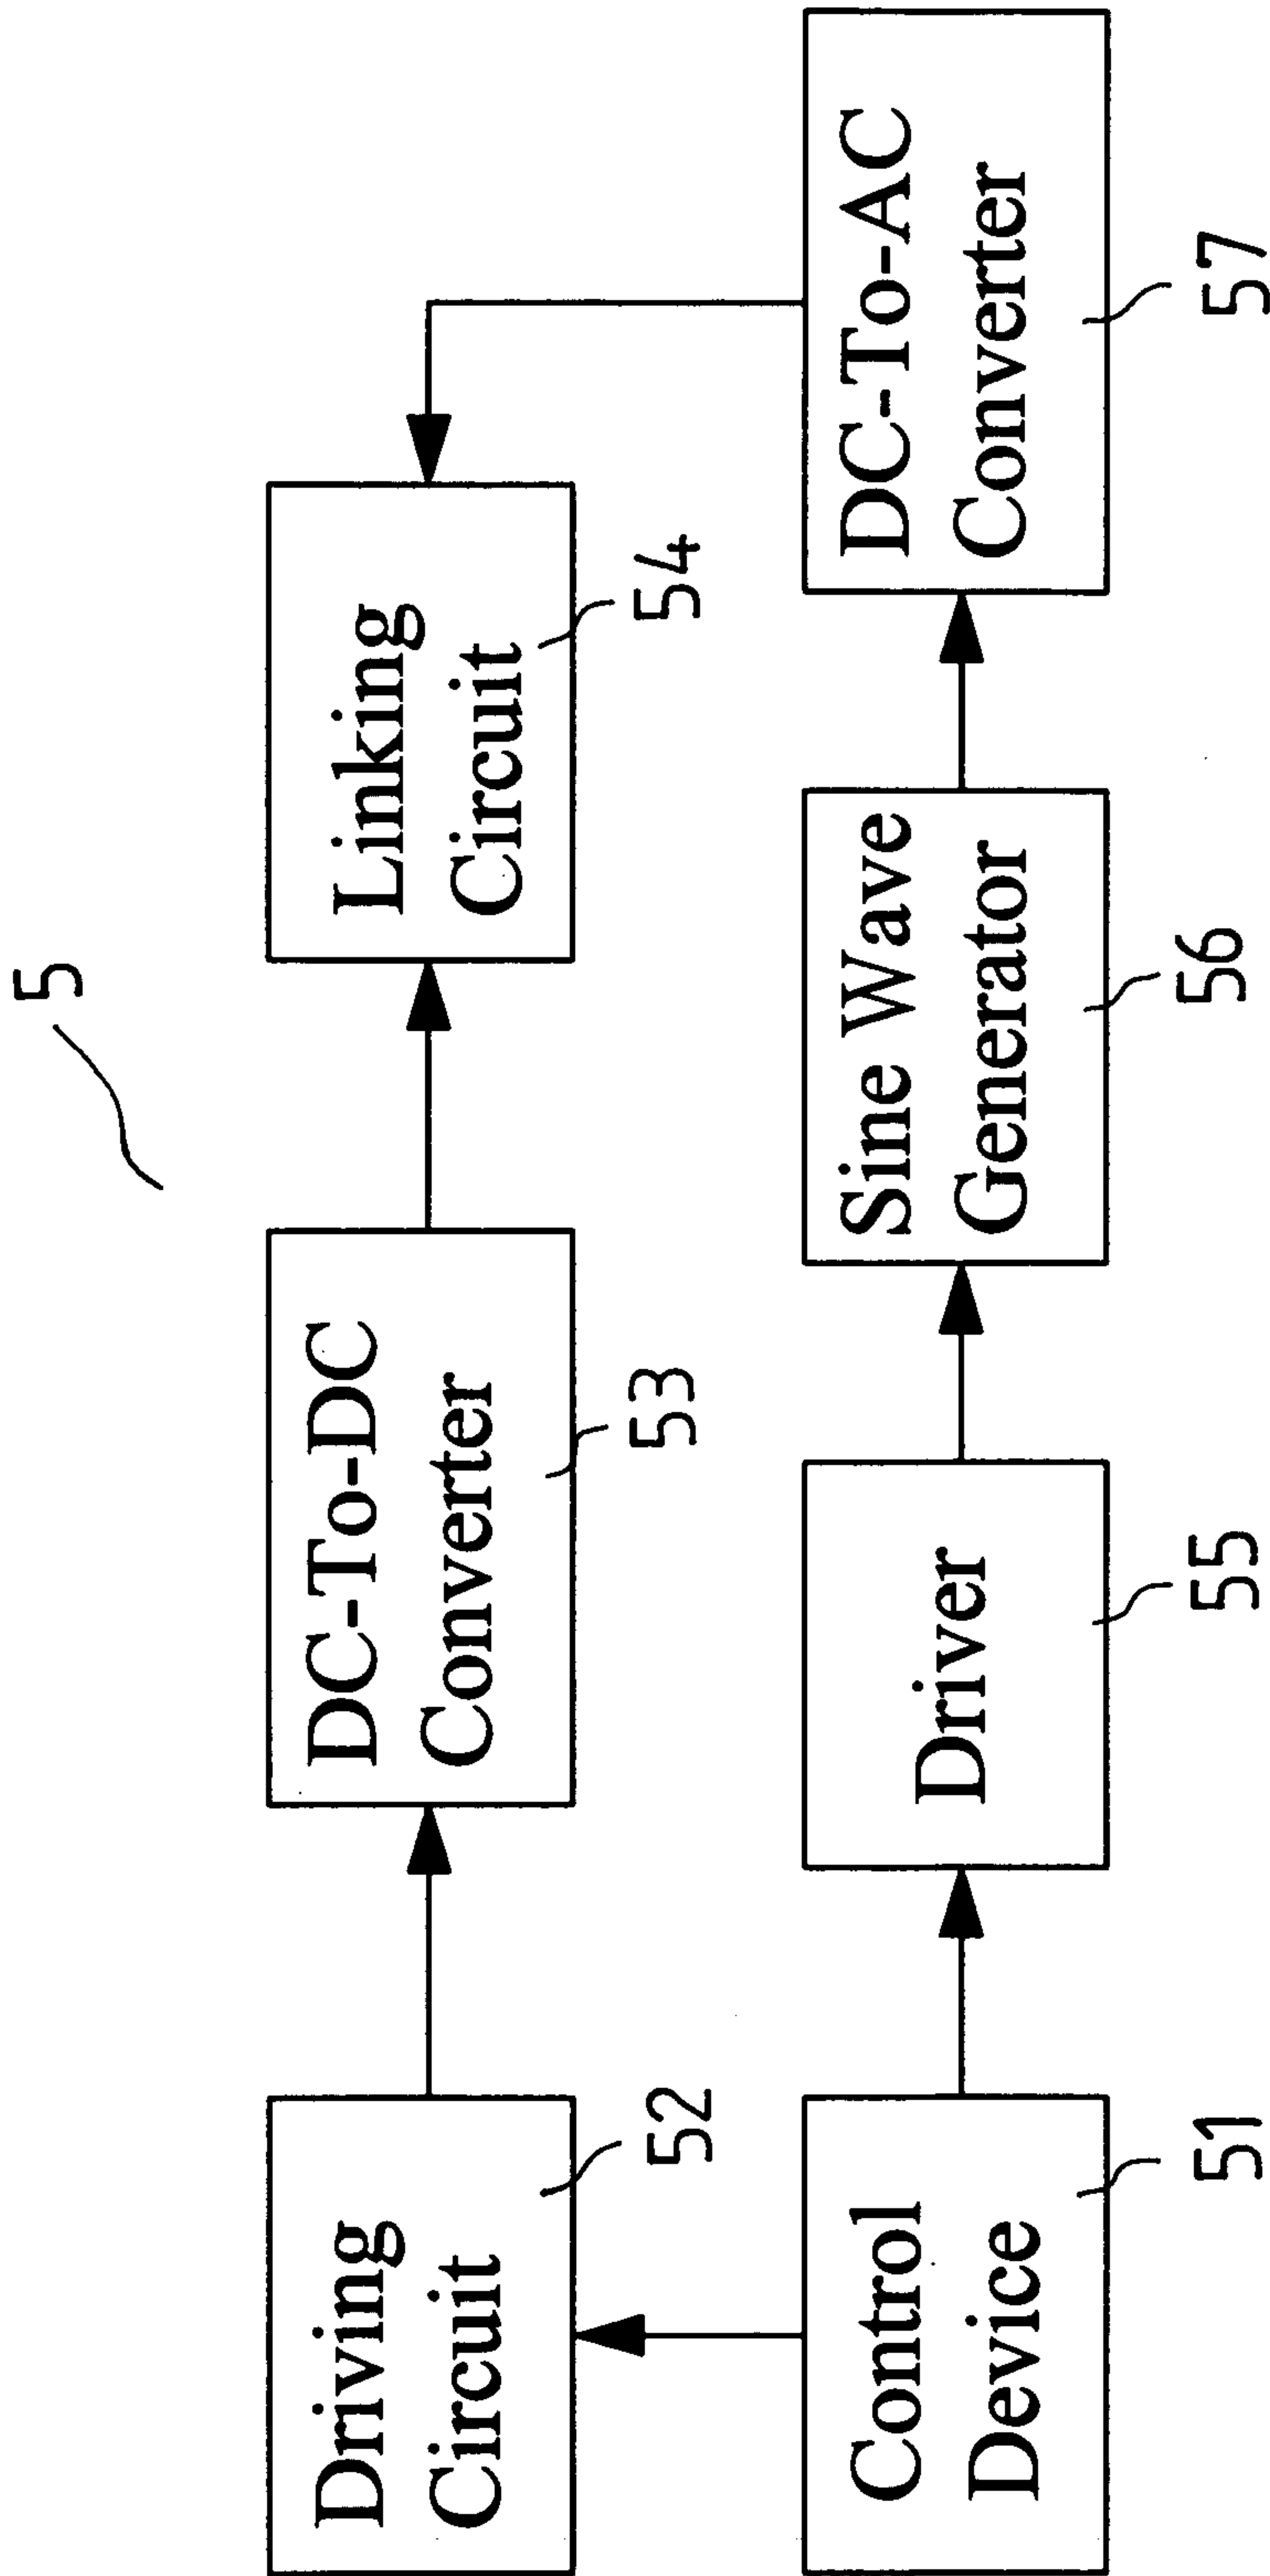 5
Driving
Circuit
52
DC-To-DC
Converter
53
Linking
Circuit
54
Control
Device
51
Driver
55
Sine Wave
Generator
56
DC-To-AC
Converter
57